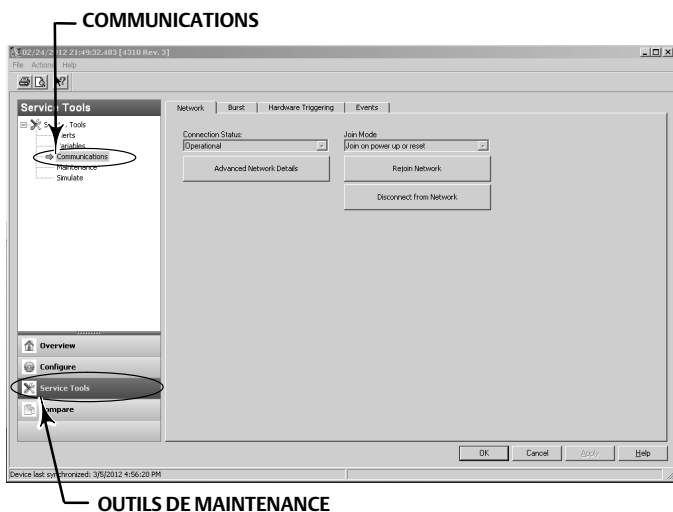 COMMUNICATIONS
02/24/2012 21:49:32.483 [4310 Rev. 3]
File Actions Help
Service Tools
Tools
Variables
Communications
Maintenance
Simulate
Network Burst Hardware Triggering Events
Connection Status: Join Mode
Operational Join on power up or reset
Advanced Network Details Rejoin Network
Disconnect from Network
Overview
Configure
Service Tools
Compare
OK Cancel Apply Help
Device last synchronized: 3/5/2012 4:56:20 PM
OUTILS DE MAINTENANCE